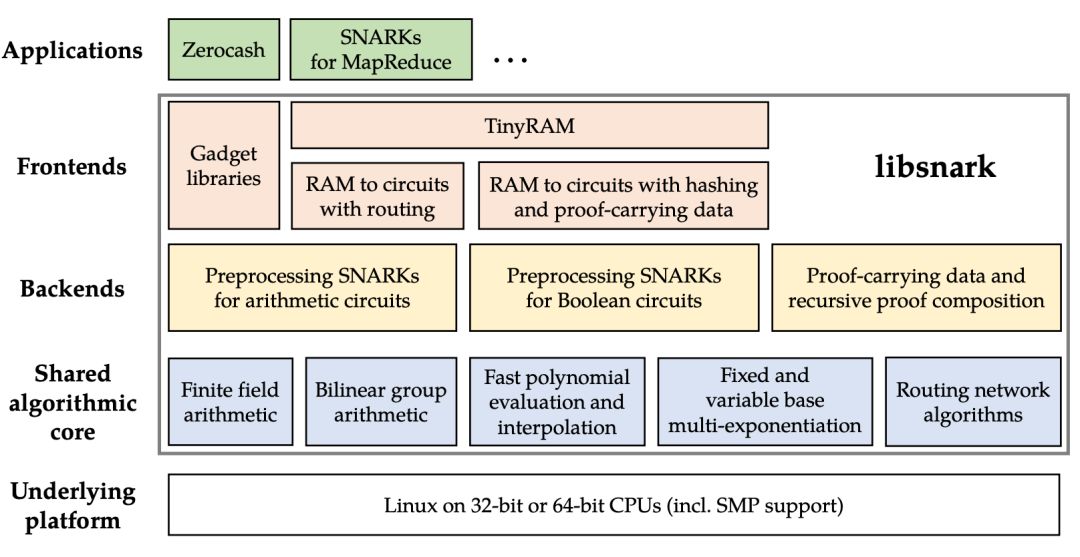 Applications
Zerocash
SNARKs
for MapReduce
...
Frontends
Gadget
libraries
TinyRAM
RAM to circuits
with routing
RAM to circuits with hashing
and proof-carrying data
libsnark
Backends
Preprocessing SNARKs
for arithmetic circuits
Preprocessing SNARKs
for Boolean circuits
Proof-carrying data and
recursive proof composition
Shared
algorithmic
core
Finite field
arithmetic
Bilinear group
arithmetic
Fast polynomial
evaluation and
interpolation
Fixed and
variable base
multi-exponentiation
Routing network
algorithms
Underlying
platform
Linux on 32-bit or 64-bit CPUs (incl. SMP support)